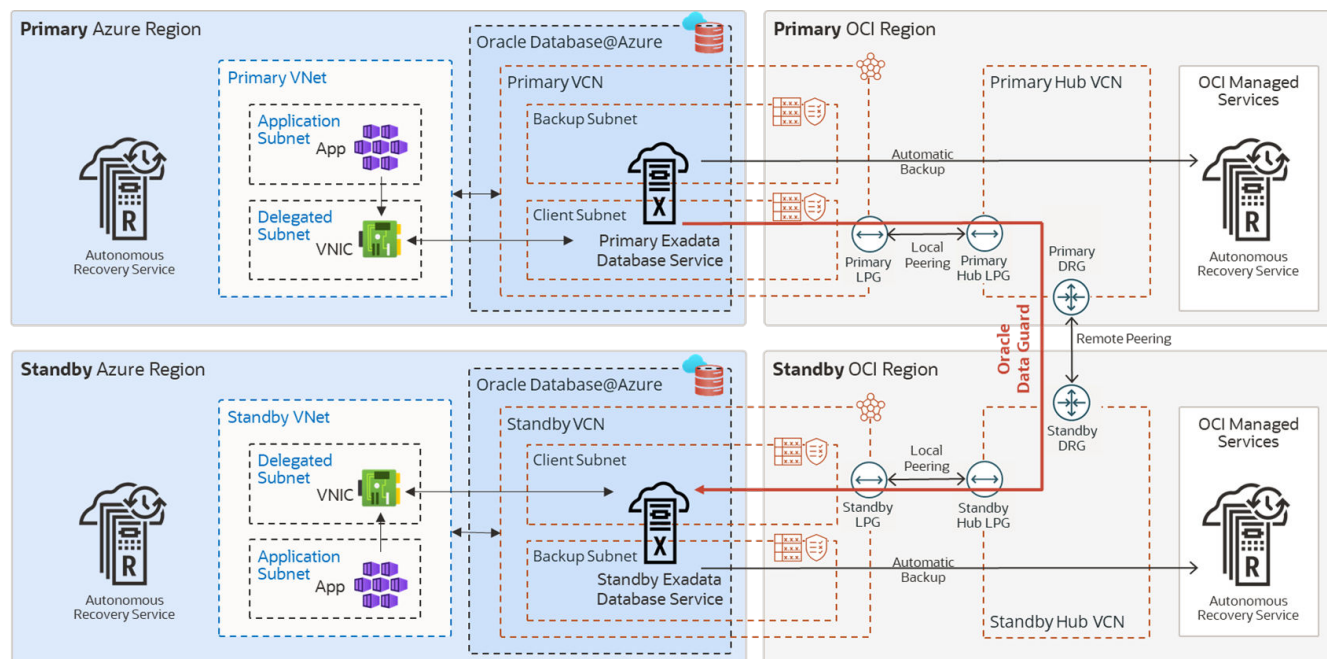 Primary Azure Region
Oracle Database@Azure
Primary VNet
Application
Subnet
App
Delegated
Subnet
VNIC
Autonomous
Recovery Service
Primary VCN
Backup Subnet
X
Client Subnet
Primary Exadata
Database Service
R
Primary OCI Region
Primary Hub VCN
OCI Managed
Services
Automatic
Backup
R
Autonomous
Recovery Service
Primary
LPG
Local
Peering
Primary
Hub LPG
Primary
DRG
Oracle
Data Guard
Remote Peering
Standby Azure Region
Oracle Database@Azure
Standby VNet
Delegated
Subnet
VNIC
Application
Subnet
App
R
Autonomous
Recovery Service
Standby VCN
Client Subnet
X
Backup Subnet
Standby Exadata
Database Service
Standby OCI Region
Standby
DRG
OCI Managed
Services
Local
Peering
Standby
LPG
Standby
Hub LPG
Automatic
Backup
R
Autonomous
Recovery Service
Standby Hub VCN